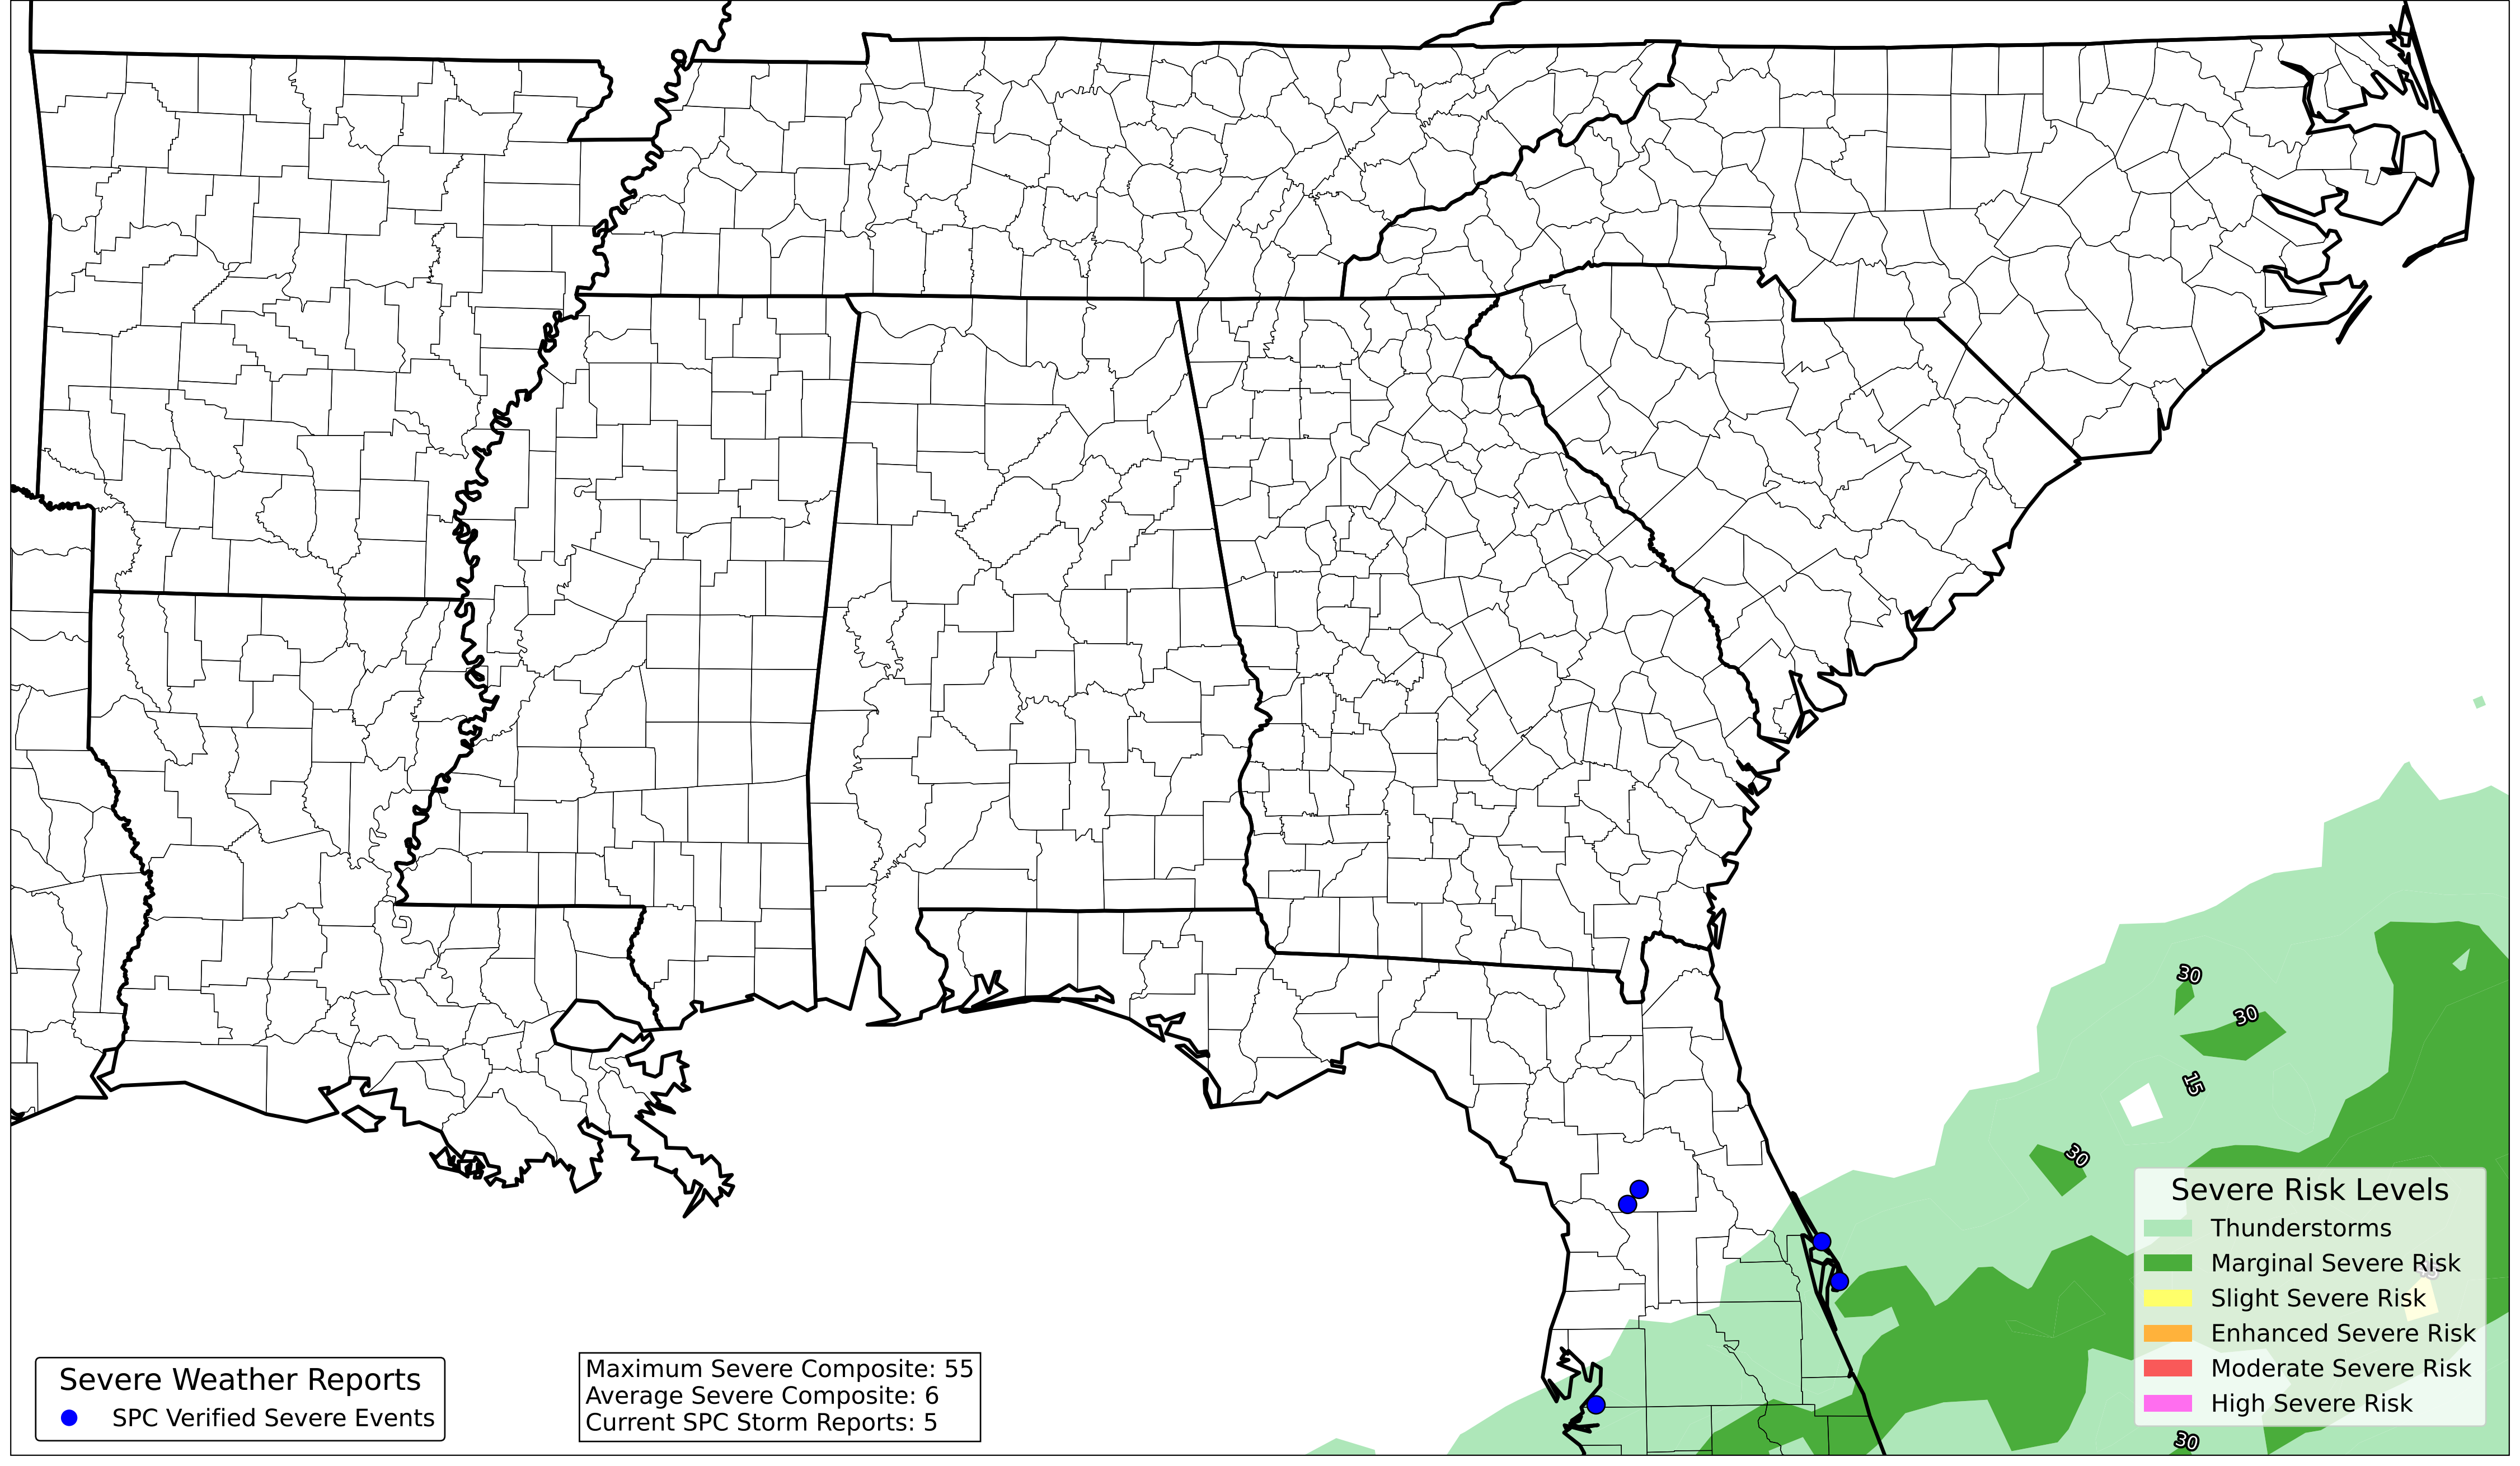 30
30
15
30
Severe Risk Levels
Thunderstorms
Marginal Severe Risk
Slight Severe Risk
Enhanced Severe Risk
Moderate Severe Risk
High Severe Risk
Severe Weather Reports
SPC Verified Severe Events
Maximum Severe Composite: 55
Average Severe Composite: 6
Current SPC Storm Reports: 5
30